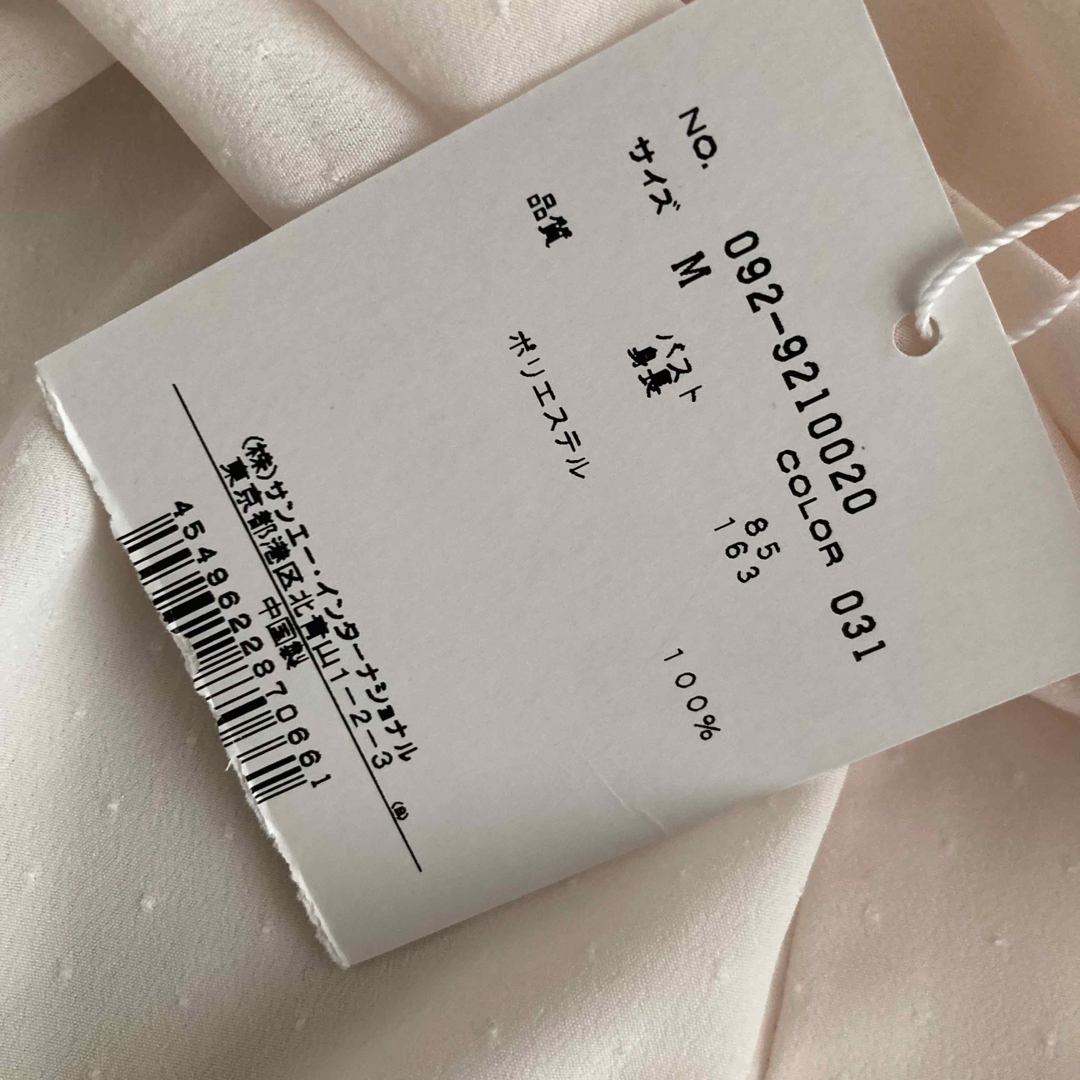 NO. 092-9210020 COLOR 031
サイズ M バスト 85
身長 163
品質
ポリエステル 100%
(株)サンエー・インターナショナル
東京都港区北青山1-2-3
中国製
4549622870661